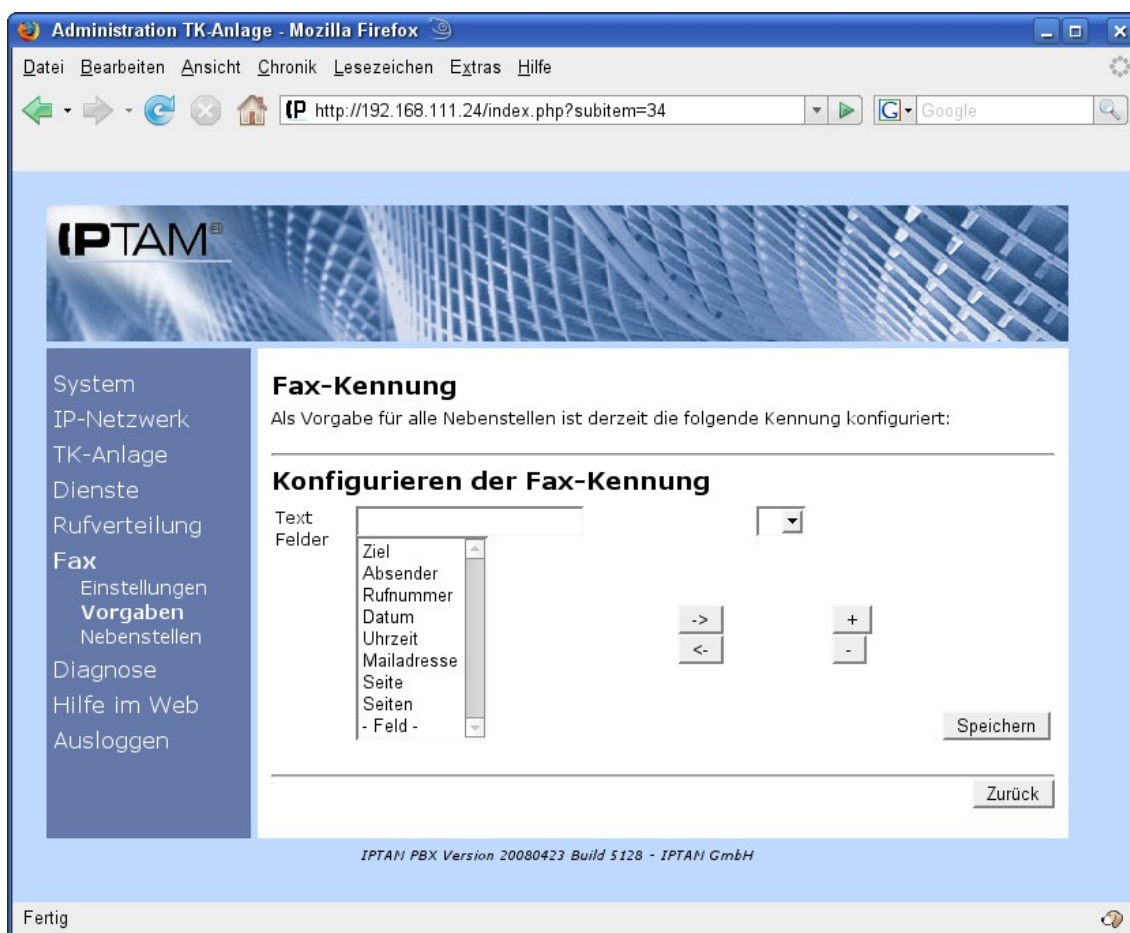 Administration TK-Anlage - Mozilla Firefox
Datei Bearbeiten Ansicht Chronik Lesezeichen Extras Hilfe
http://192.168.111.24/index.php?subitem=34
Google
IPTAM®
System
IP-Netzwerk
TK-Anlage
Dienste
Rufverteilung
Fax
Einstellungen
Vorgaben
Nebenstellen
Diagnose
Hilfe im Web
Ausloggen
Fax-Kennung
Als Vorgabe für alle Nebenstellen ist derzeit die folgende Kennung konfiguriert:
Konfigurieren der Fax-Kennung
Text
Felder
Ziel
Absender
Rufnummer
Datum
Uhrzeit
Mailadresse
Seite
Seiten
- Feld -
-> +
<- -
Speichern
Zurück
IPTAM PBX Version 20080423 Build 5128 - IPTAM GmbH
Fertig